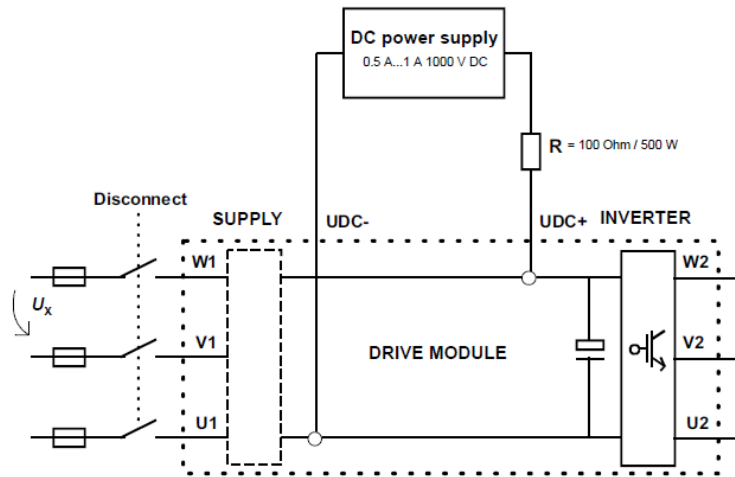 DC power supply
0.5 A...1 A 1000 V DC
R = 100 Ohm / 500 W
Disconnect
SUPPLY UDC- UDC+ INVERTER
W1 W2
Ux
V1 DRIVE MODULE V2
U1 U2